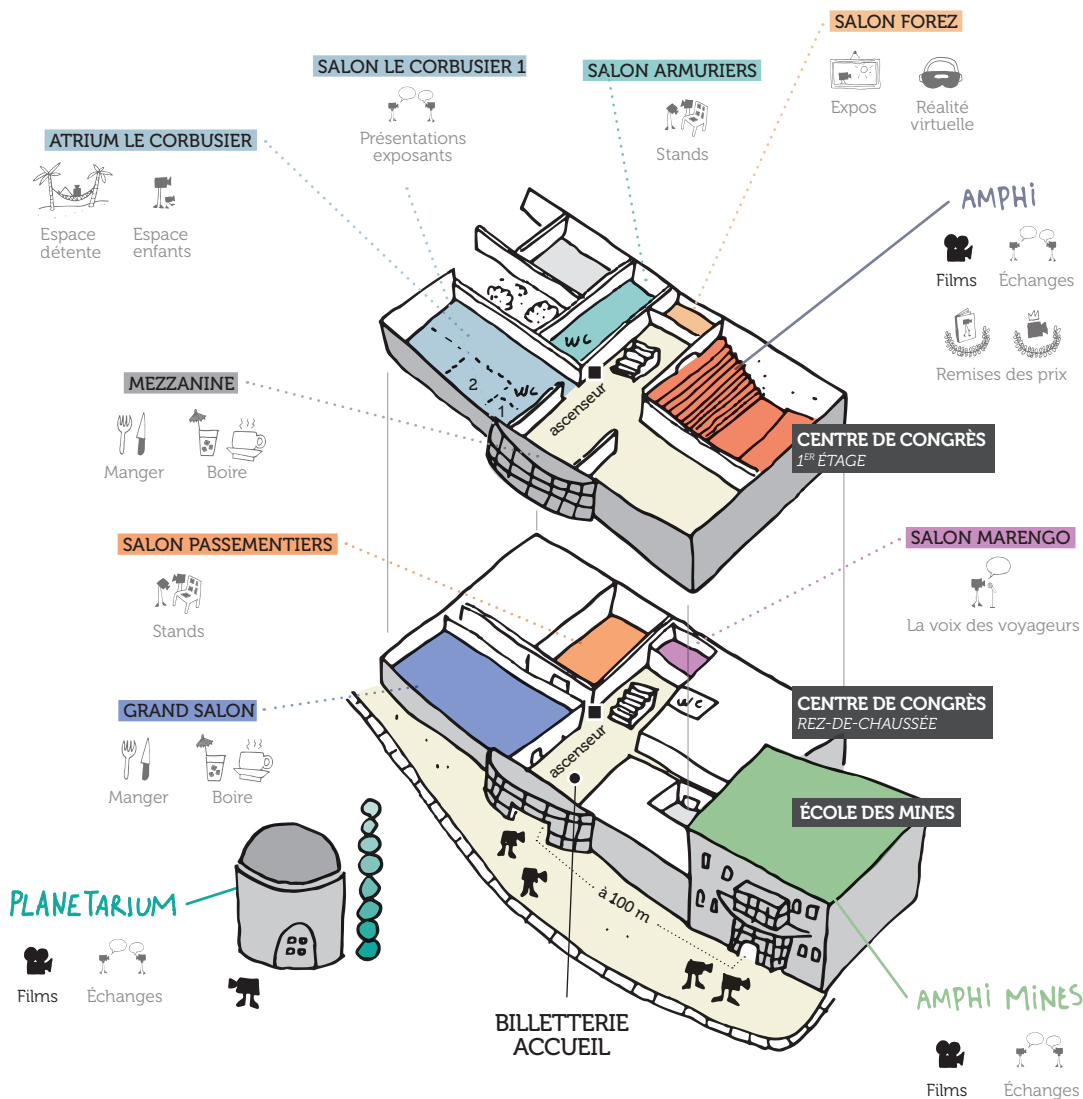 SALON FOREZ
Expos
Réalité
virtuelle
SALON LE CORBUSIER 1
Présentations
exposants
SALON ARMURIERS
Stands
ATRIUM LE CORBUSIER
Espace
détente
Espace
enfants
AMPHi
Films
Échanges
Remises des prix
WC
2
WC
1
ascenseur
MEZZANINE
Manger
Boire
CENTRE DE CONGRÈS
1ER ÉTAGE
SALON PASSEMENTIERS
Stands
SALON MARENGO
La voix des voyageurs
GRAND SALON
Manger
Boire
WC
ascenseur
CENTRE DE CONGRÈS
REZ-DE-CHAUSSÉE
ÉCOLE DES MINES
à 100 m
PLANETARIUM
Films
Échanges
BILLETTERIE
ACCUEIL
AMPHi MiNES
Films
Échanges